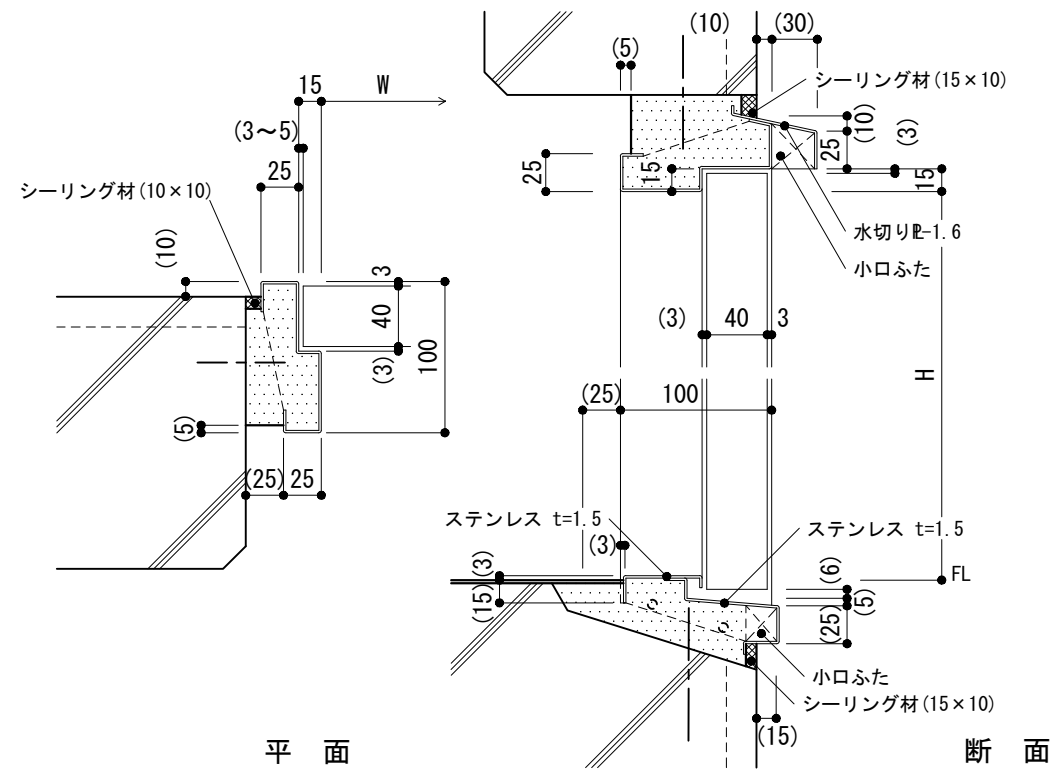 15
W
(3～5)
25
シーリング材(10×10)
(10)
3
40
(3)
100
(5)
(25)
25
平 面
(10)
(30)
(5)
シーリング材(15×10)
(10)
(3)
25
25
15
15
水切りPL-1.6
小口ふた
(3)
40
3
H
(25)
100
ステンレス t=1.5
ステンレス t=1.5
(3)
(3)
(15)
(6)
FL
(5)
(25)
小口ふた
シーリング材(15×10)
(15)
断 面